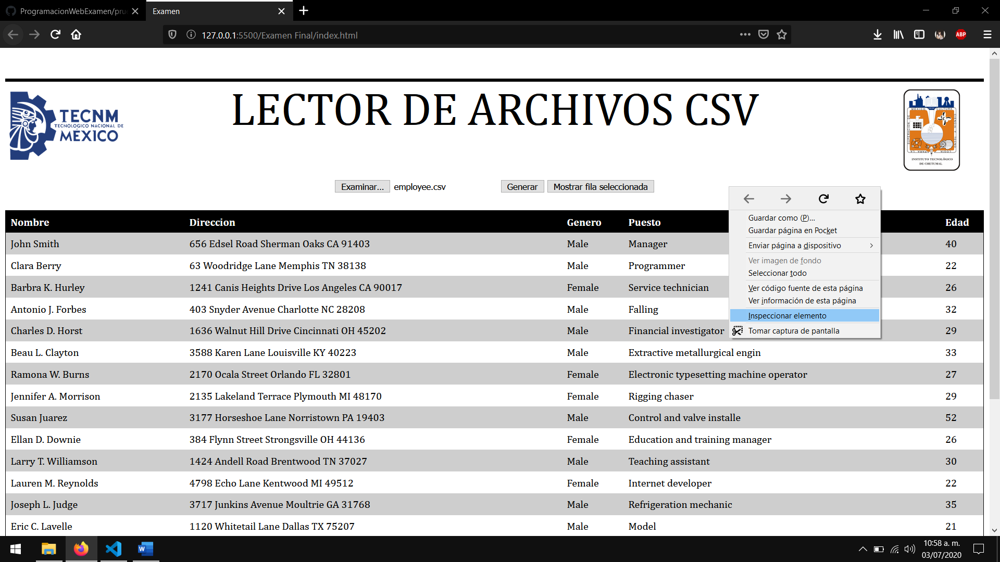 ProgramacionWebExamen/pru
Examen
127.0.0.1:5500/Examen Final/index.html
ABP
TECNM
TECNOLÓGICO NACIONAL DE
MÉXICO
LECTOR DE ARCHIVOS CSV
INSTITUTO TECNOLÓGICO
DE CHETUMAL
Examinar... employee.csv Generar Mostrar fila seleccionada
Nombre Direccion Genero Puesto Edad
John Smith 656 Edsel Road Sherman Oaks CA 91403 Male Manager 40
Clara Berry 63 Woodridge Lane Memphis TN 38138 Male Programmer 22
Barbra K. Hurley 1241 Canis Heights Drive Los Angeles CA 90017 Female Service technician 26
Antonio J. Forbes 403 Snyder Avenue Charlotte NC 28208 Male Falling 32
Charles D. Horst 1636 Walnut Hill Drive Cincinnati OH 45202 Male Financial investigator 29
Beau L. Clayton 3588 Karen Lane Louisville KY 40223 Male Extractive metallurgical engin 33
Ramona W. Burns 2170 Ocala Street Orlando FL 32801 Female Electronic typesetting machine operator 27
Jennifer A. Morrison 2135 Lakeland Terrace Plymouth MI 48170 Female Rigging chaser 29
Susan Juarez 3177 Horseshoe Lane Norristown PA 19403 Male Control and valve installe 52
Ellan D. Downie 384 Flynn Street Strongsville OH 44136 Female Education and training manager 26
Larry T. Williamson 1424 Andell Road Brentwood TN 37027 Male Teaching assistant 30
Lauren M. Reynolds 4798 Echo Lane Kentwood MI 49512 Female Internet developer 22
Joseph L. Judge 3717 Junkins Avenue Moultrie GA 31768 Male Refrigeration mechanic 35
Eric C. Lavelle 1120 Whitetail Lane Dallas TX 75207 Male Model 21
Guardar como (P)...
Guardar página en Pocket
Enviar página a dispositivo
Ver imagen de fondo
Seleccionar todo
Ver código fuente de esta página
Ver información de esta página
Inspeccionar elemento
Tomar captura de pantalla
10:58 a. m.
03/07/2020